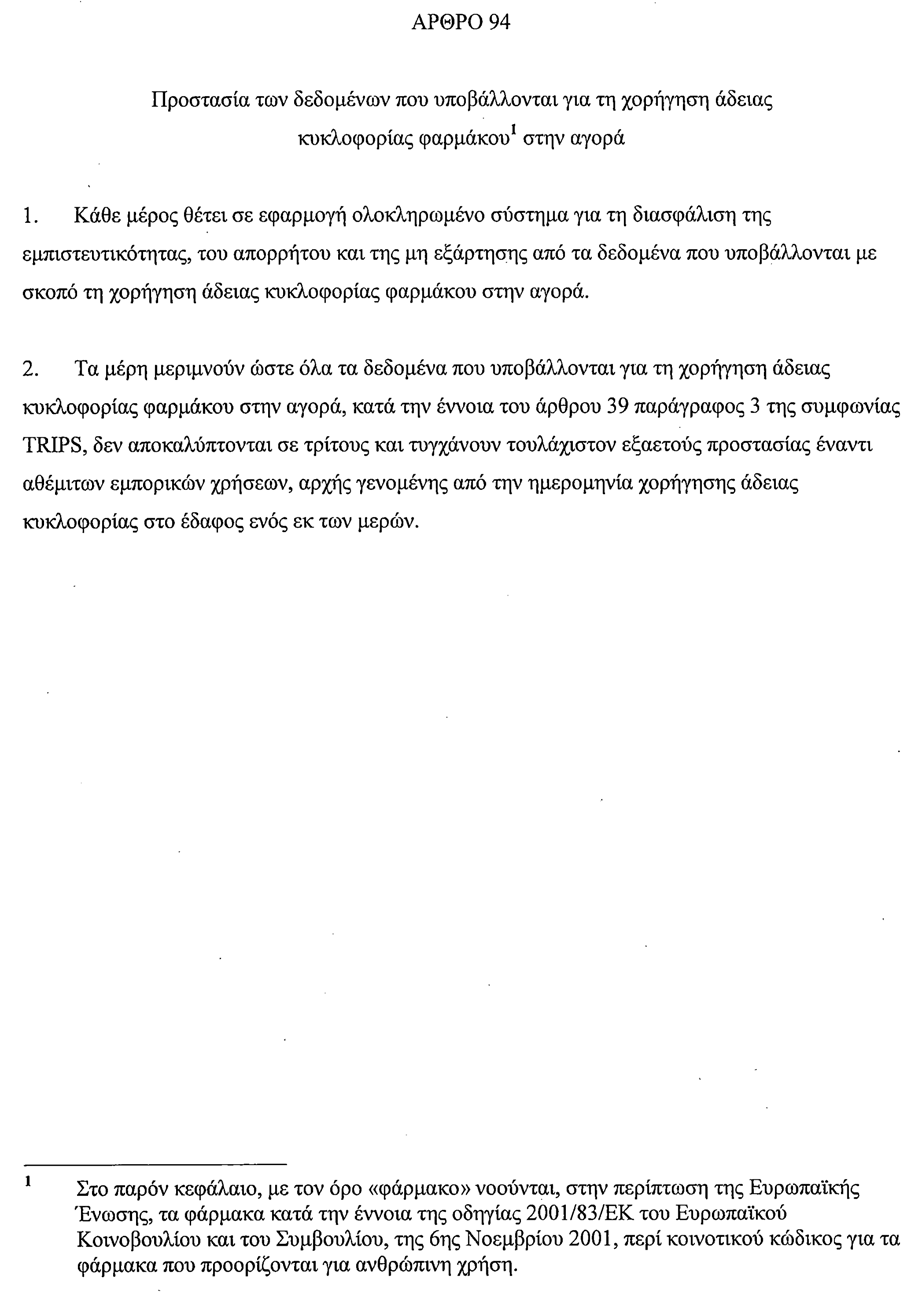 ΑΡΘΡΟ 94
Προστασία των δεδομένων που υποβάλλονται για τη χορήγηση άδειας
κυκλοφορίας φαρμάκου¹ στην αγορά
1. Κάθε μέρος θέτει σε εφαρμογή ολοκληρωμένο σύστημα για τη διασφάλιση της
εμπιστευτικότητας, του απορρήτου και της μη εξάρτησης από τα δεδομένα που υποβάλλονται με
σκοπό τη χορήγηση άδειας κυκλοφορίας φαρμάκου στην αγορά.
2. Τα μέρη μεριμνούν ώστε όλα τα δεδομένα που υποβάλλονται για τη χορήγηση άδειας
κυκλοφορίας φαρμάκου στην αγορά, κατά την έννοια του άρθρου 39 παράγραφος 3 της συμφωνίας
TRIPS, δεν αποκαλύπτονται σε τρίτους και τυγχάνουν τουλάχιστον εξαετούς προστασίας έναντι
αθέμιτων εμπορικών χρήσεων, αρχής γενομένης από την ημερομηνία χορήγησης άδειας
κυκλοφορίας στο έδαφος ενός εκ των μερών.
¹ Στο παρόν κεφάλαιο, με τον όρο «φάρμακο» νοούνται, στην περίπτωση της Ευρωπαϊκής
Ένωσης, τα φάρμακα κατά την έννοια της οδηγίας 2001/83/ΕΚ του Ευρωπαϊκού
Κοινοβουλίου και του Συμβουλίου, της 6ης Νοεμβρίου 2001, περί κοινοτικού κώδικος για τα
φάρμακα που προορίζονται για ανθρώπινη χρήση.